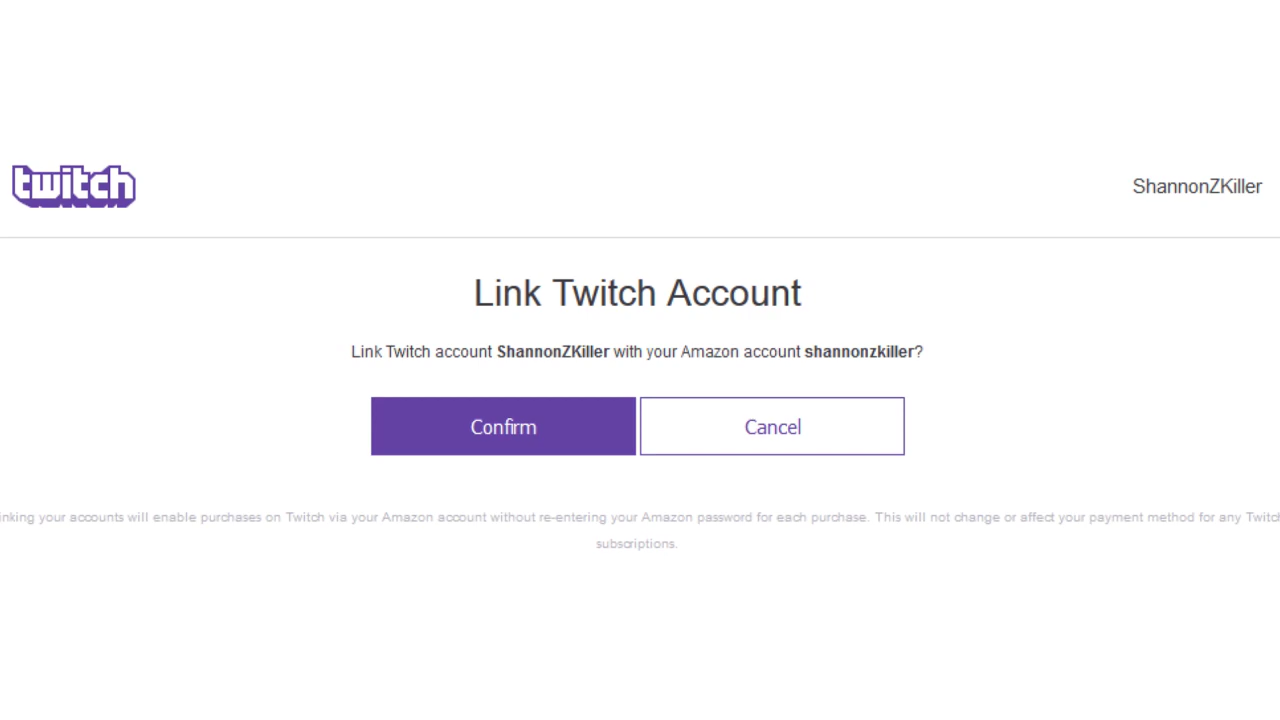 twitch
ShannonZKiller
Link Twitch Account
Link Twitch account ShannonZKiller with your Amazon account shannonzkiller?
Confirm Cancel
inking your accounts will enable purchases on Twitch via your Amazon account without re-entering your Amazon password for each purchase. This will not change or affect your payment method for any Twitch
subscriptions.